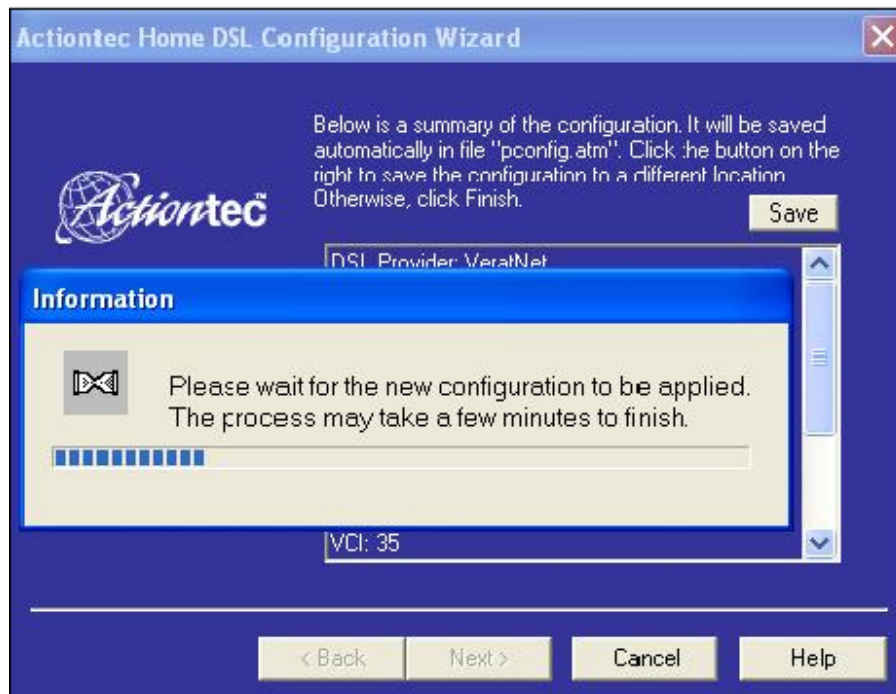 Actiontec Home DSL Configuration Wizard
Below is a summary of the configuration. It will be saved
automatically in file "pconfig.atm". Click the button on the
right to save the configuration to a different location
Otherwise, click Finish.
Actiontec
Save
DSL Provider: VeratNet
Information
Please wait for the new configuration to be applied.
The process may take a few minutes to finish.
VCI: 35
< Back
Next >
Cancel
Help